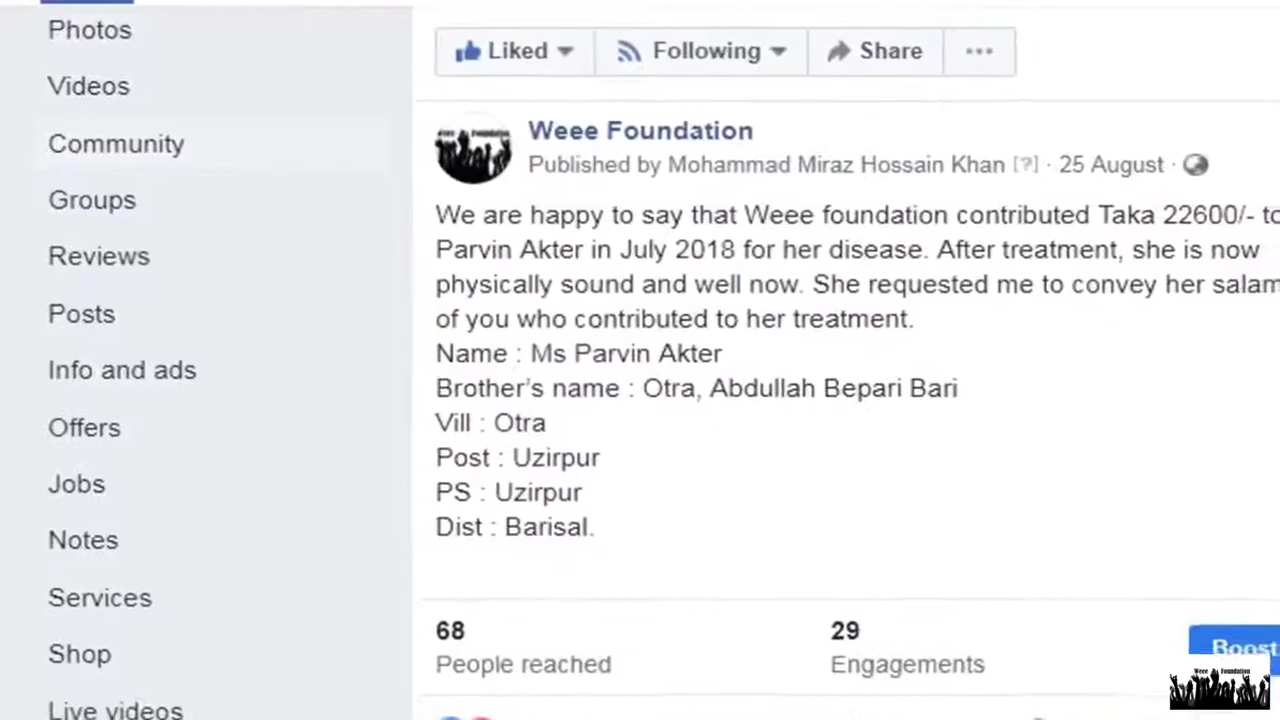 Photos
Videos
Community
Groups
Reviews
Posts
Info and ads
Offers
Jobs
Notes
Services
Shop
Live videos
Liked
Following
Share
Weee Foundation
Published by Mohammad Miraz Hossain Khan [?] · 25 August ·
We are happy to say that Weee foundation contributed Taka 22600/- to
Parvin Akter in July 2018 for her disease. After treatment, she is now
physically sound and well now. She requested me to convey her salam
of you who contributed to her treatment.
Name : Ms Parvin Akter
Brother's name : Otra, Abdullah Bepari Bari
Vill : Otra
Post : Uzirpur
PS : Uzirpur
Dist : Barisal.
68
People reached
29
Engagements
Boost
Weee Foundation